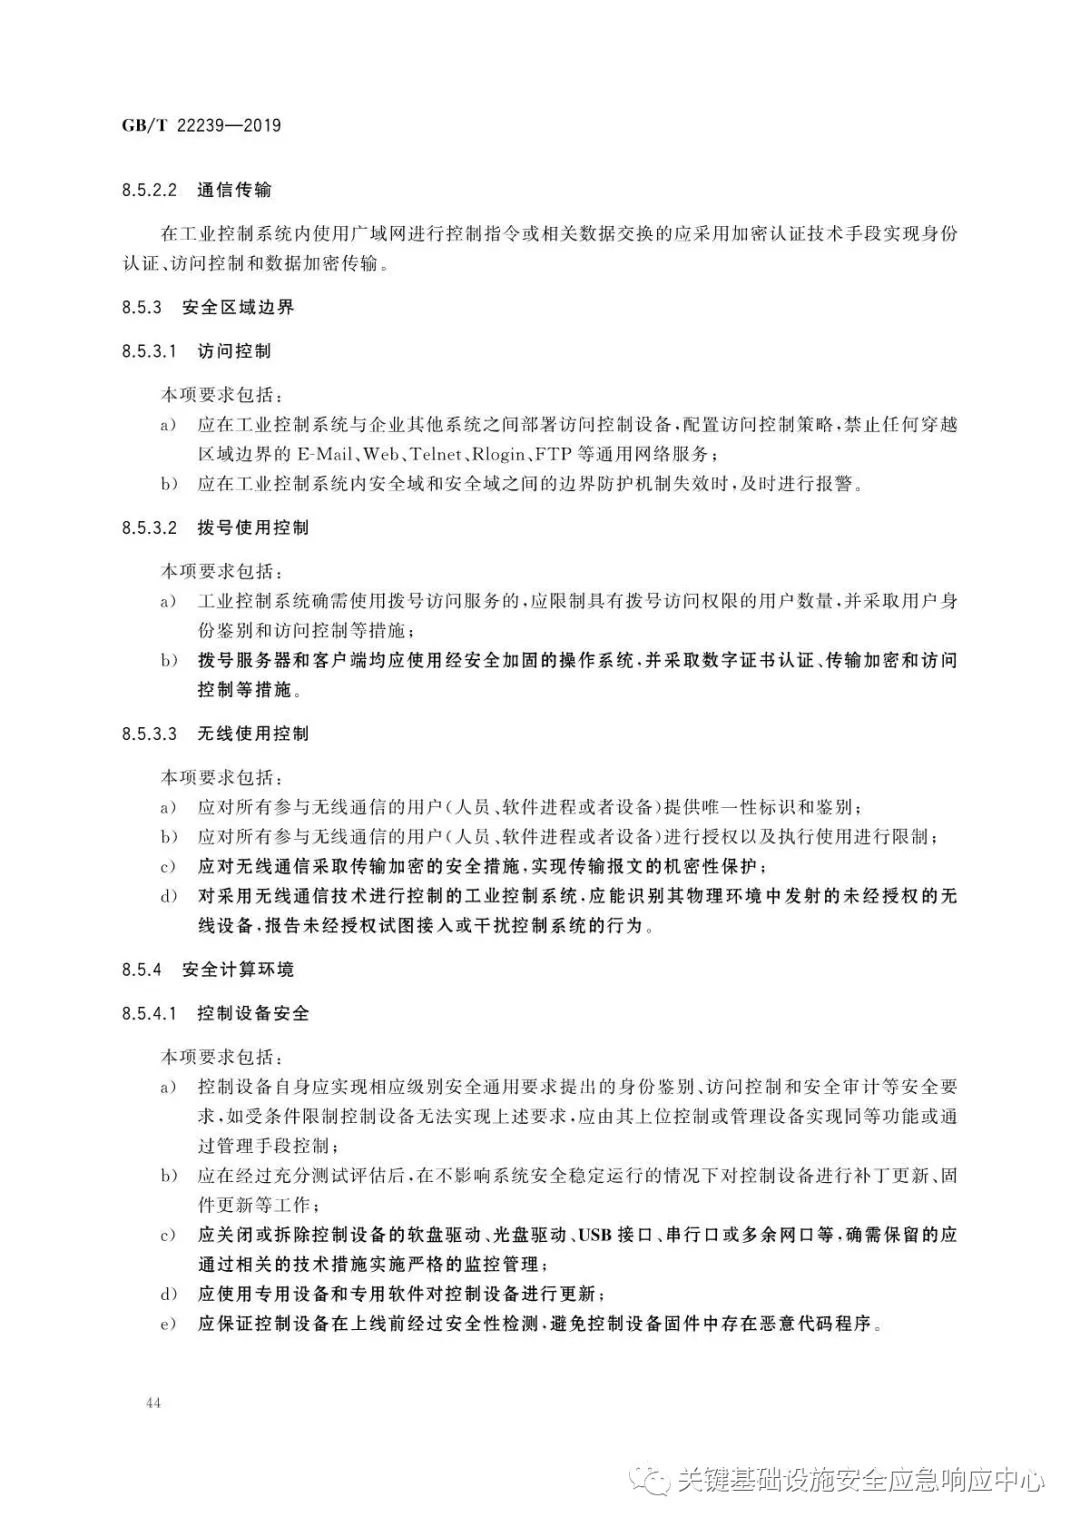 GB/T 22239—2019
8.5.2.2 通信传输
在工业控制系统内使用广域网进行控制指令或相关数据交换的应采用加密认证技术手段实现身份
认证、访问控制和数据加密传输。
8.5.3 安全区域边界
8.5.3.1 访问控制
本项要求包括:
a) 应在工业控制系统与企业其他系统之间部署访问控制设备,配置访问控制策略,禁止任何穿越
区域边界的 E-Mail、Web、Telnet、Rlogin、FTP 等通用网络服务;
b) 应在工业控制系统内安全域和安全域之间的边界防护机制失效时,及时进行报警。
8.5.3.2 拨号使用控制
本项要求包括:
a) 工业控制系统确需使用拨号访问服务的,应限制具有拨号访问权限的用户数量,并采取用户身
份鉴别和访问控制等措施;
b) 拨号服务器和客户端均应使用经安全加固的操作系统,并采取数字证书认证、传输加密和访问
控制等措施。
8.5.3.3 无线使用控制
本项要求包括:
a) 应对所有参与无线通信的用户(人员、软件进程或者设备)提供唯一性标识和鉴别;
b) 应对所有参与无线通信的用户(人员、软件进程或者设备)进行授权以及执行使用进行限制;
c) 应对无线通信采取传输加密的安全措施,实现传输报文的机密性保护;
d) 对采用无线通信技术进行控制的工业控制系统,应能识别其物理环境中发射的未经授权的无
线设备,报告未经授权试图接入或干扰控制系统的行为。
8.5.4 安全计算环境
8.5.4.1 控制设备安全
本项要求包括:
a) 控制设备自身应实现相应级别安全通用要求提出的身份鉴别、访问控制和安全审计等安全要
求,如受条件限制控制设备无法实现上述要求,应由其上位控制或管理设备实现同等功能或通
过管理手段控制;
b) 应在经过充分测试评估后,在不影响系统安全稳定运行的情况下对控制设备进行补丁更新、固
件更新等工作;
c) 应关闭或拆除控制设备的软盘驱动、光盘驱动、USB 接口、串行口或多余网口等,确需保留的应
通过相关的技术措施实施严格的监控管理;
d) 应使用专用设备和专用软件对控制设备进行更新;
e) 应保证控制设备在上线前经过安全性检测,避免控制设备固件中存在恶意代码程序。
44
关键基础设施安全应急响应中心